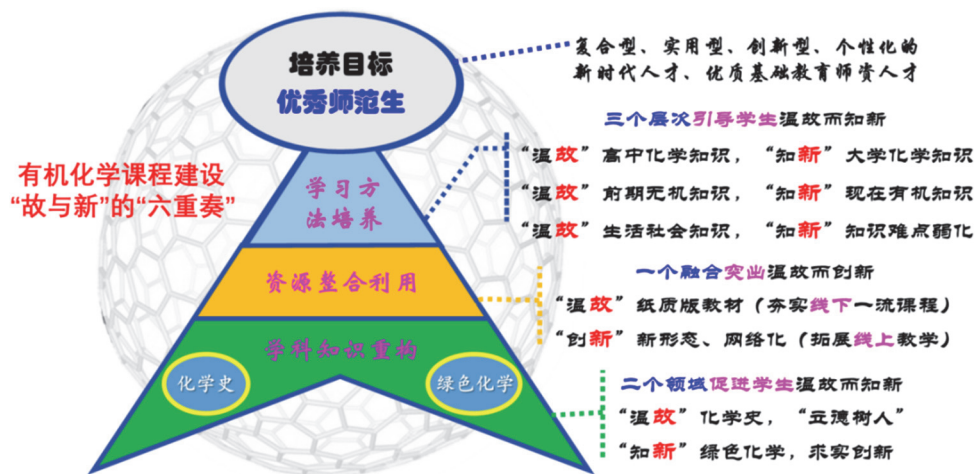 培养目标
优秀师范生
复合型、实用型、创新型、个性化的
新时代人才、优质基础教育师资人才
有机化学课程建设
“故与新”的“六重奏”
学习方
法培养
三个层次引导学生温故而知新
“温故”高中化学知识，“知新”大学化学知识
“温故”前期无机知识，“知新”现在有机知识
“温故”生活社会知识，“知新”知识难点弱化
资源整合利用
一个融合突出温故而创新
“温故”纸质版教材（夯实线下一流课程）
“创新”新形态、网络化（拓展线上教学）
学科知识重构
化学史
绿色化学
二个领域促进学生温故而知新
“温故”化学史，“立德树人”
“知新”绿色化学，求实创新